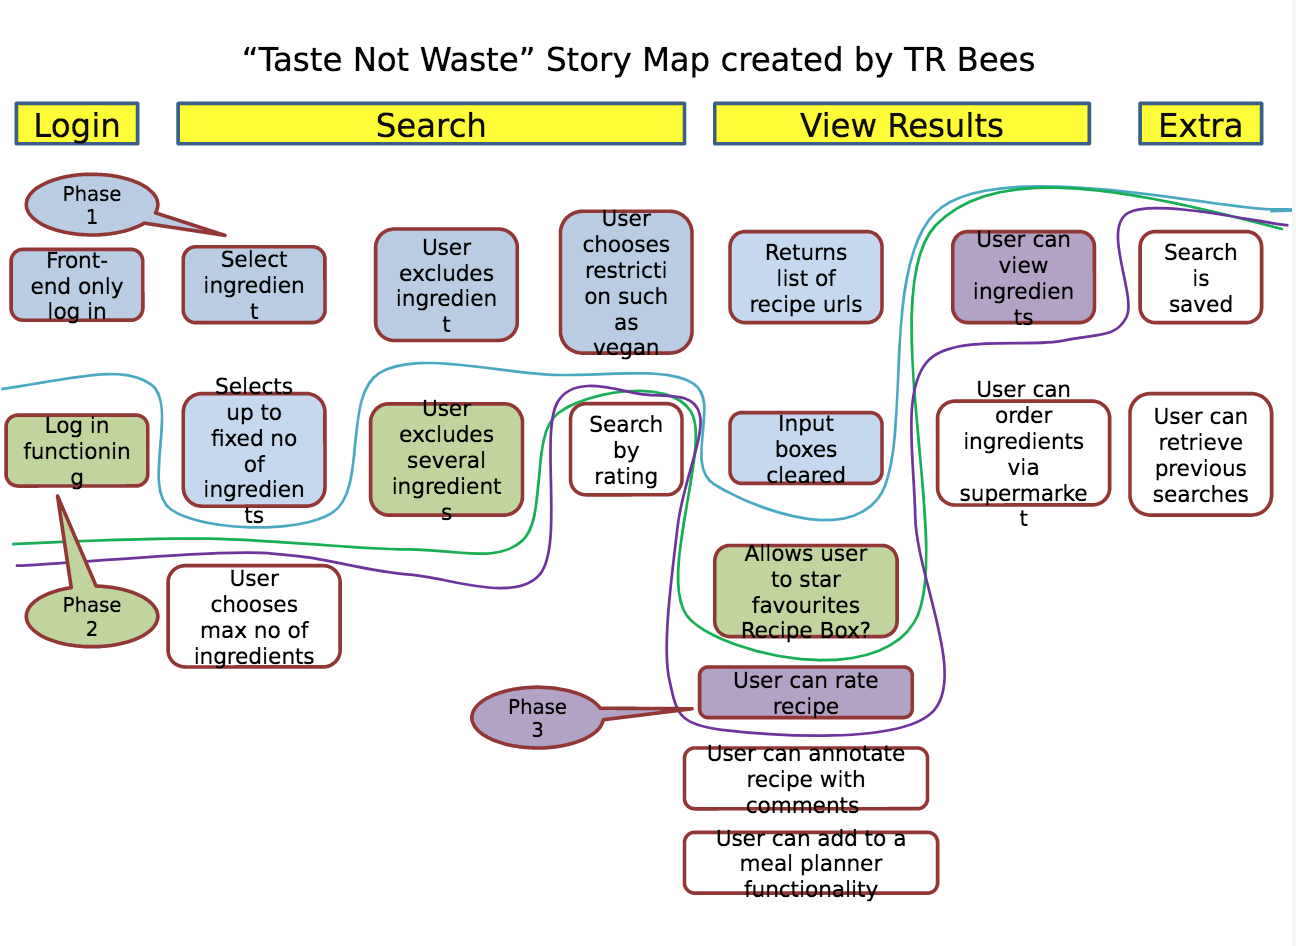 “Taste Not Waste” Story Map created by TR Bees
Login
Search
View Results
Extra
Phase
1
Front-
end only
log in
Select
ingredien
t
User
excludes
ingredien
t
User
chooses
restricti
on such
as
vegan
Returns
list of
recipe urls
User can
view
ingredien
ts
Search
is
saved
Log in
functionin
g
Selects
up to
fixed no
of
ingredien
ts
User
excludes
several
ingredient
s
Search
by
rating
Input
boxes
cleared
User can
order
ingredients
via
supermarke
t
User can
retrieve
previous
searches
Phase
2
User
chooses
max no of
ingredients
Allows user
to star
favourites
Recipe Box?
Phase
3
User can rate
recipe
User can annotate
recipe with
comments
User can add to a
meal planner
functionality